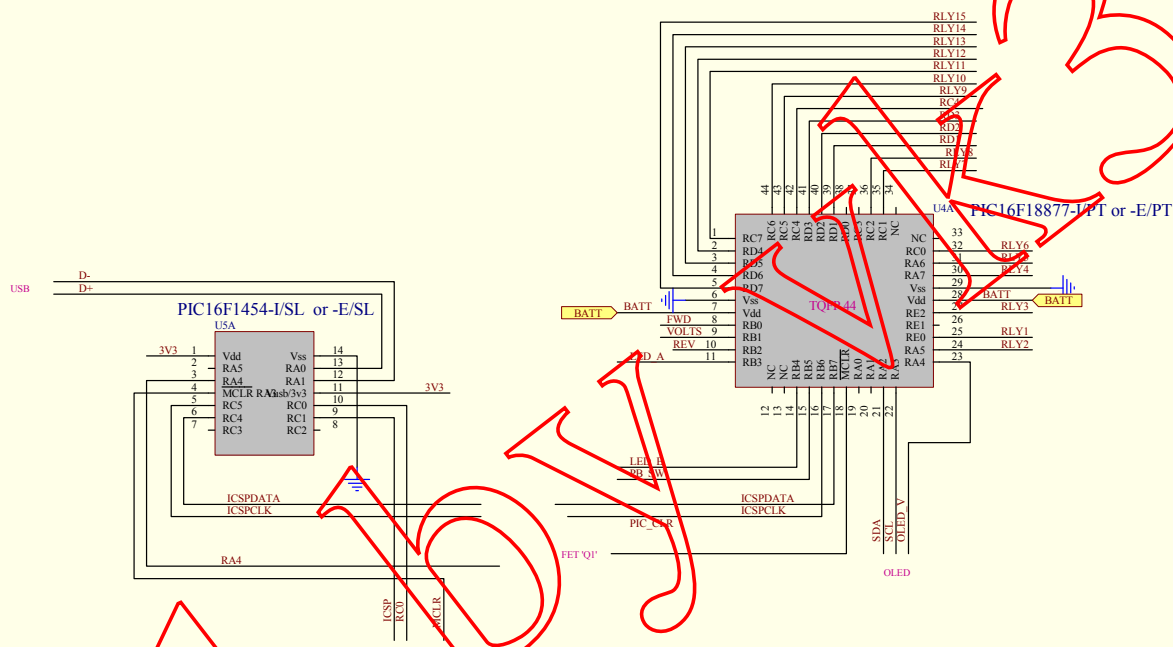 RLY15
RLY14
RLY13
RLY12
RLY11
RLY10
RLY9
RD2
44
43
42
41
40
39
36
35
34
RC6
RC5
RC4
RD3
RD2
RD1
RD0
RC2
RC1
NC
U4A
PIC16F18877-I/PT or -E/PT
1
2
3
4
5
6
7
8
9
10
11
RC7
RD4
RD5
RD6
RD7
Vss
Vdd
RB0
RB1
RB2
RB3
TQFP 44
NC
RC0
RA6
RA7
Vss
Vdd
RE2
RE1
RE0
RA5
RA4
33
32
31
30
29
28
26
25
24
23
RLY6
RLY4
BATT
BATT
RLY3
RLY1
RLY2
BATT
BATT
FWD
VOLTS
REV
NC
NC
RB4
RB5
RB6
RB7
MCLR
RA0
RA1
RA2
RA3
12
13
14
15
16
17
18
19
20
21
22
USB
D-
D+
PIC16F1454-I/SL or -E/SL
U5A
3V3
1
2
3
4
5
6
7
Vdd
RA5
RA4
MCLR RA3
RC5
RC4
RC3
Vss
RA0
RA1
Vusb/3v3
RC0
RC1
RC2
14
13
12
11
10
9
8
3V3
PB_SW
ICSPDATA
ICSPCLK
ICSPDATA
ICSPCLK
PIC_CLR
FET 'Q1'
RA4
ICSP
RC0
MCLR
SDA
SCL
OLED_V
OLED
by